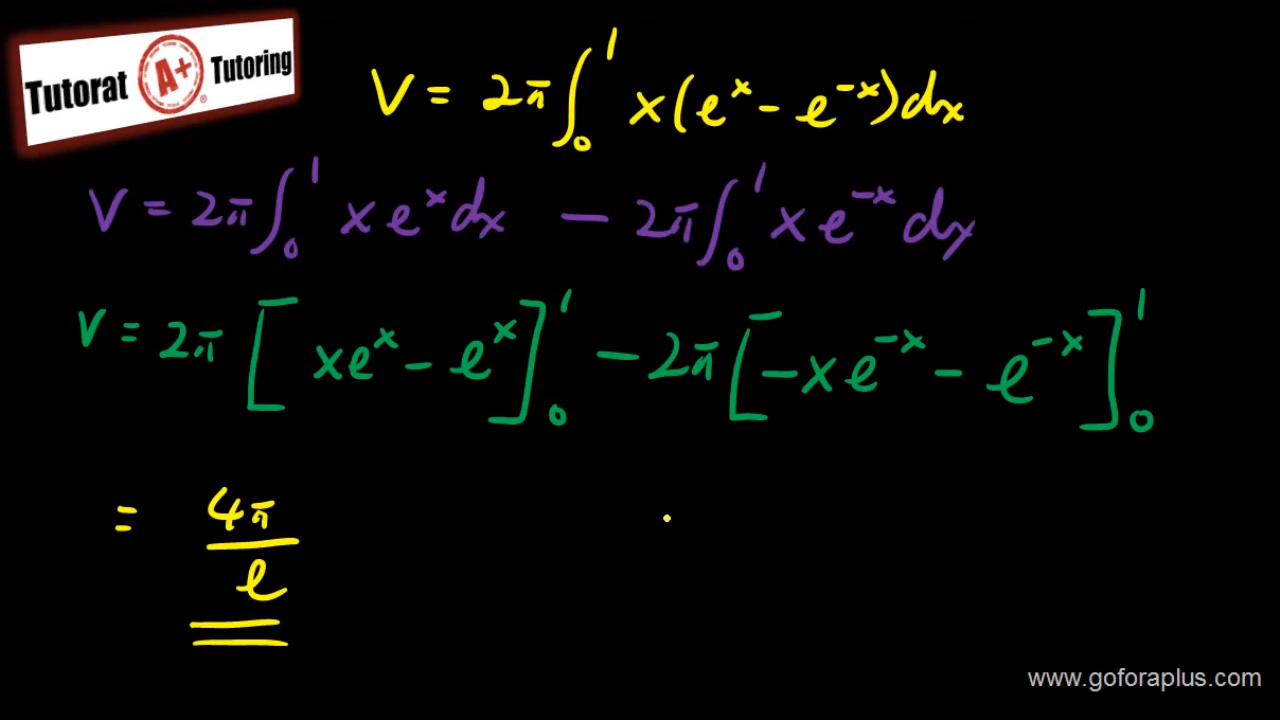 Tutorat A+ Tutoring
V = 2π∫₀¹ x(eˣ - e⁻ˣ)dx
V = 2π∫₀¹ xeˣdx - 2π∫₀¹ xe⁻ˣdx
V = 2π[xeˣ - eˣ]₀¹ - 2π[-xe⁻ˣ - e⁻ˣ]₀¹
= 4π/e
www.goforaplus.com